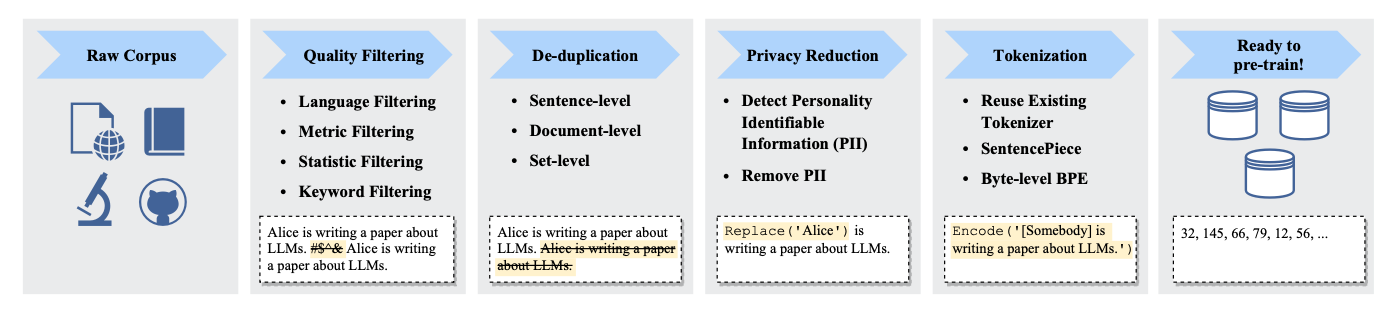 Raw Corpus
Quality Filtering
• Language Filtering
• Metric Filtering
• Statistic Filtering
• Keyword Filtering
Alice is writing a paper about
LLMs. #$^& Alice is writing
a paper about LLMs.
De-duplication
• Sentence-level
• Document-level
• Set-level
Alice is writing a paper about
LLMs. Alice is writing a paper
about LLMs.
Privacy Reduction
• Detect Personality
Identifiable
Information (PII)
• Remove PII
Replace('Alice') is
writing a paper about LLMs.
Tokenization
• Reuse Existing
Tokenizer
• SentencePiece
• Byte-level BPE
Encode('[Somebody] is
writing a paper about LLMs.')
Ready to
pre-train!
32, 145, 66, 79, 12, 56, ...